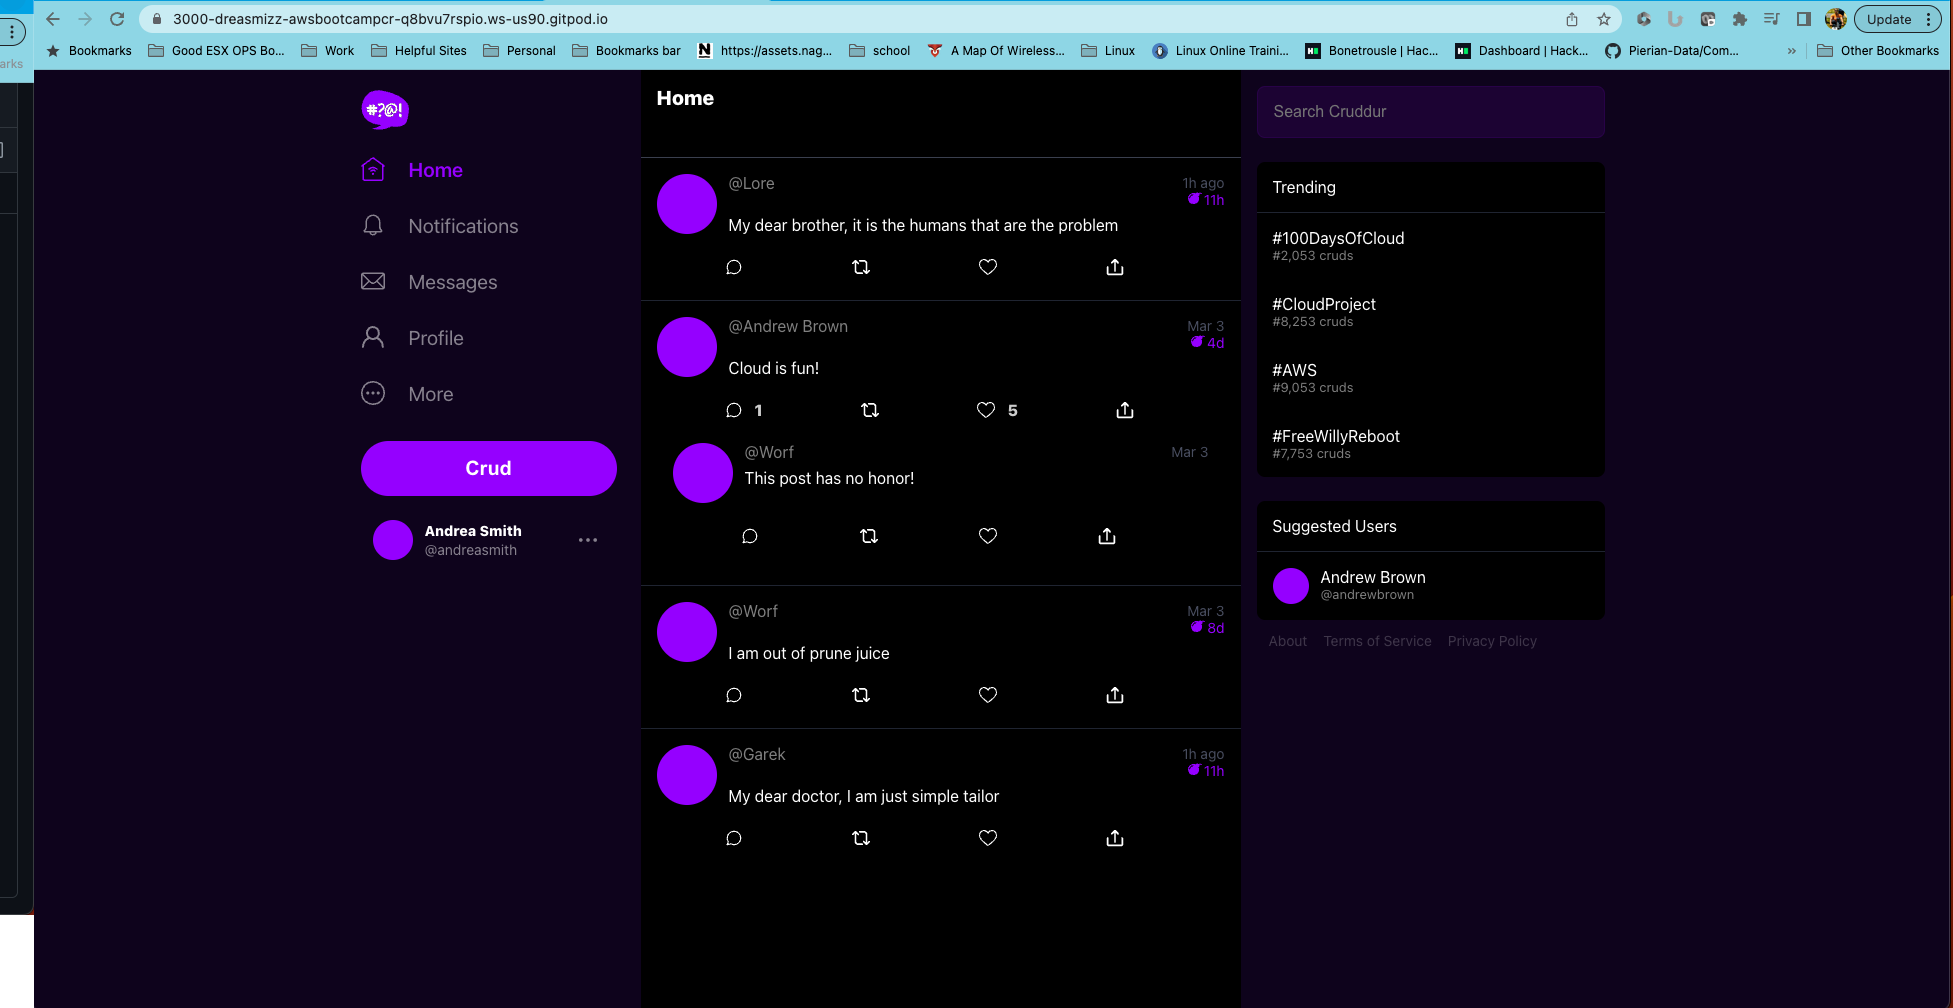 3000-dreasmizz-awsbootcampcr-q8bvu7rspio.ws-us90.gitpod.io
Update
arks
Bookmarks
Good ESX OPS Bo...
Work
Helpful Sites
Personal
Bookmarks bar
https://assets.nag...
school
A Map Of Wireless...
Linux
Linux Online Traini...
Bonetrousle | Hac...
Dashboard | Hack...
Pierian-Data/Com...
»
Other Bookmarks
#?@!
Home
Notifications
Messages
Profile
More
Crud
Andrea Smith
@andreasmith
Home
@Lore
1h ago
11h
My dear brother, it is the humans that are the problem
@Andrew Brown
Mar 3
4d
Cloud is fun!
1
5
@Worf
Mar 3
This post has no honor!
@Worf
Mar 3
8d
I am out of prune juice
@Garek
1h ago
11h
My dear doctor, I am just simple tailor
Search Cruddur
Trending
#100DaysOfCloud
#2,053 cruds
#CloudProject
#8,253 cruds
#AWS
#9,053 cruds
#FreeWillyReboot
#7,753 cruds
Suggested Users
Andrew Brown
@andrewbrown
About Terms of Service Privacy Policy